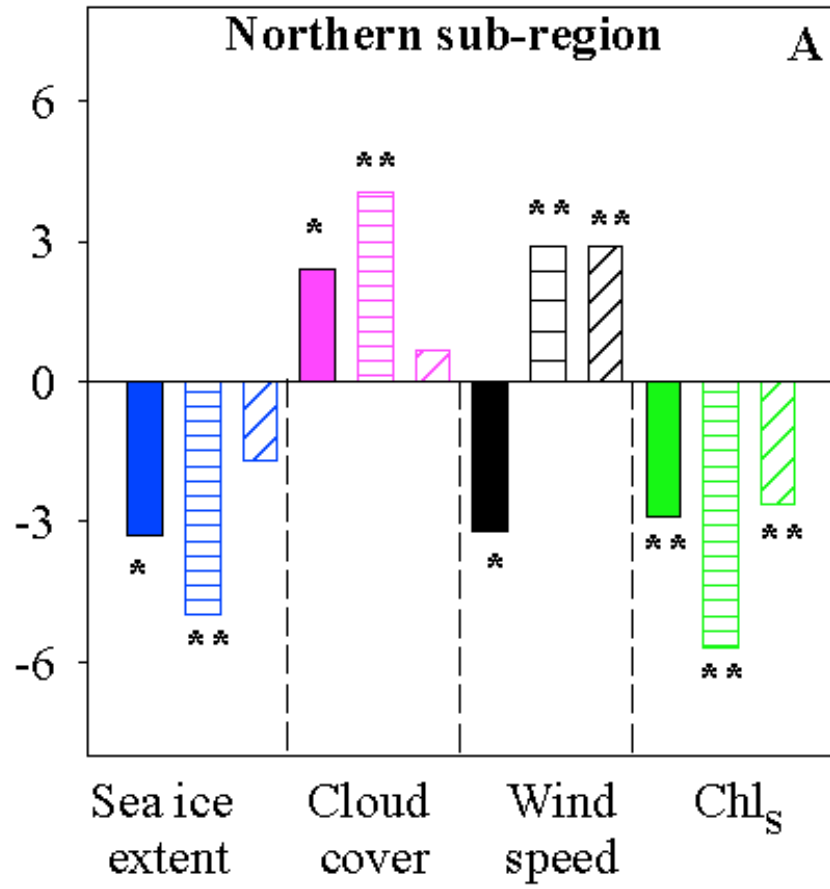 Northern sub-region A
6
**
* ** **
3
0
-3
* * ** **
-6
** **
Sea ice extent
Cloud cover
Wind speed
Chls